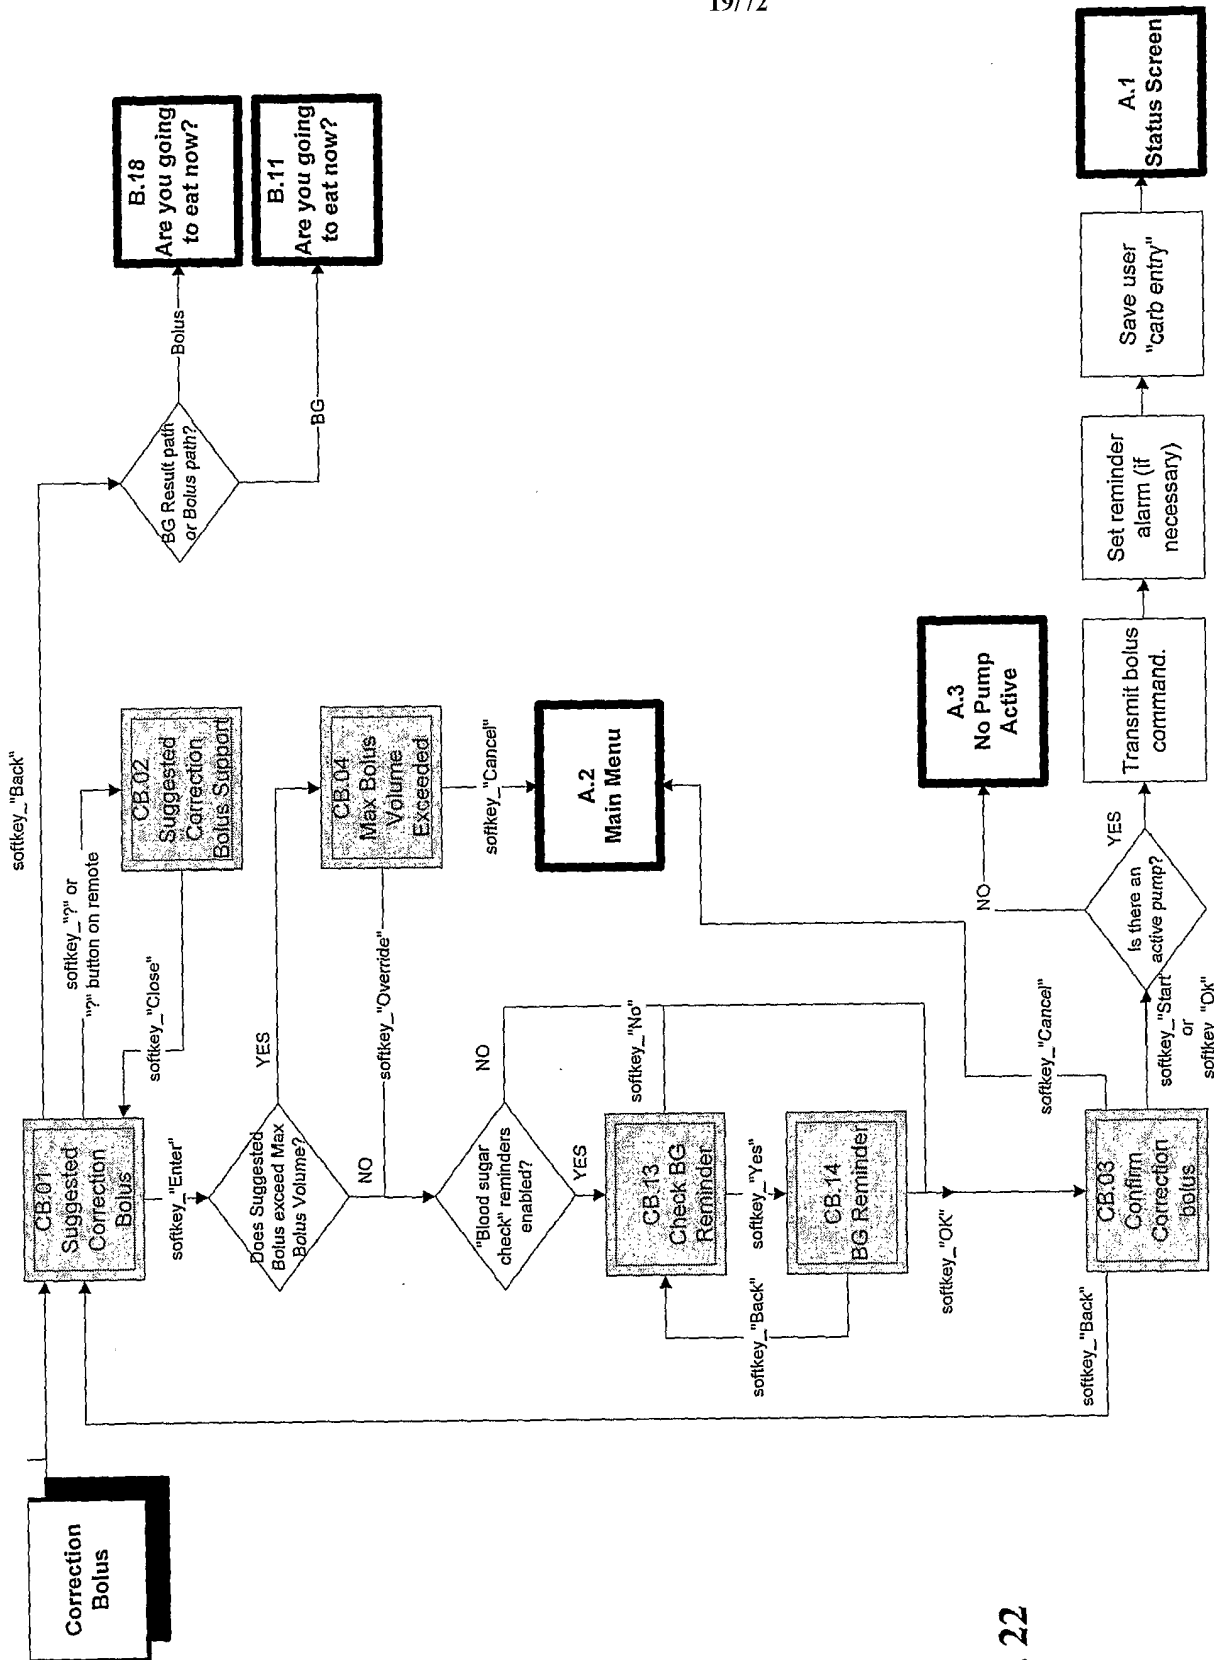 19/72
Correction
Bolus
CB.01
Suggested
Correction
Bolus
softkey_"Back"
softkey_"?" or
"?" button on remote
softkey_"Close"
CB.02
Suggested
Correction
Bolus Support
BG Result path
or Bolus path?
Bolus
BG
B.18
Are you going
to eat now?
B.11
Are you going
to eat now?
softkey_"Enter"
Does Suggested
Bolus exceed Max
Bolus Volume?
YES
NO
CB.04
Max Bolus
Volume
Exceeded
softkey_"Override"
softkey_"Cancel"
A.2
Main Menu
"Blood sugar
check" reminders
enabled?
NO
YES
CB.13
Check BG
Reminder
softkey_"No"
softkey_"Yes"
softkey_"Back"
CB.14
BG Reminder
softkey_"OK"
CB.03
Confirm
Correction
bolus
softkey_"Back"
softkey_"Cancel"
softkey_"Start"
or
softkey_"Ok"
Is there an
active pump?
NO
YES
A.3
No Pump
Active
Transmit bolus
command.
Set reminder
alarm (if
necessary)
Save user
"carb entry"
A.1
Status Screen
. 22